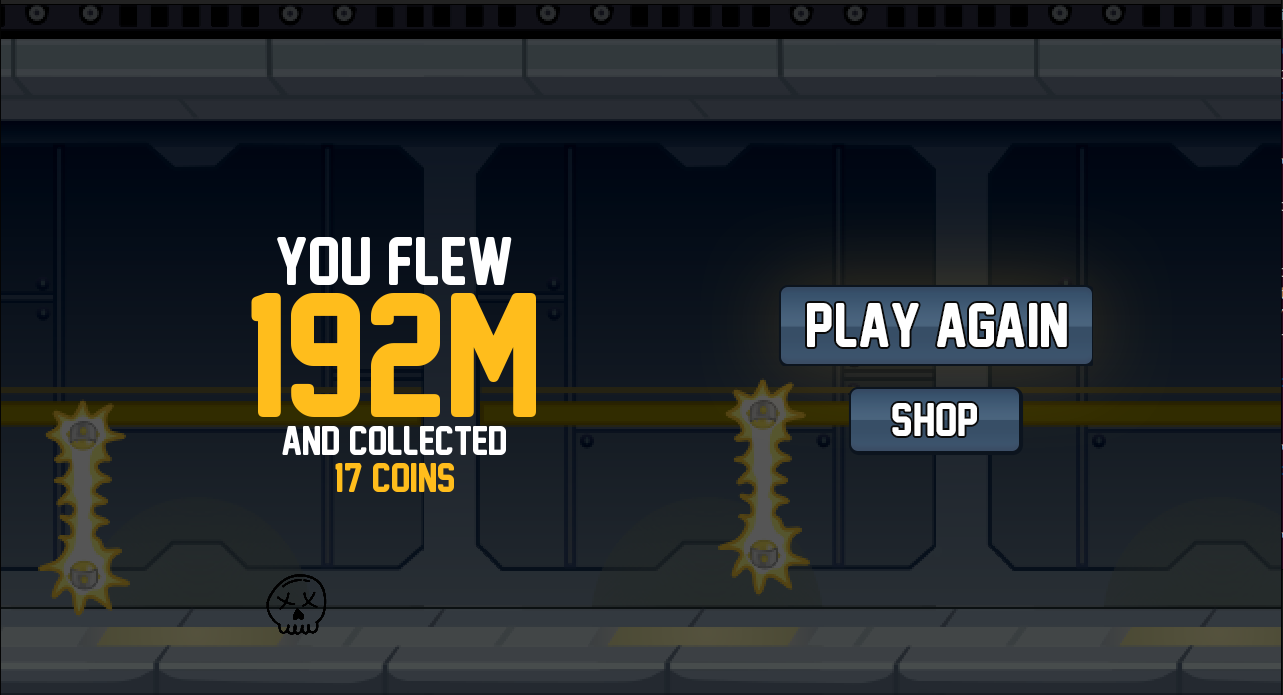 YOU FLEW
192M
AND COLLECTED
17 COINS
PLAY AGAIN
SHOP